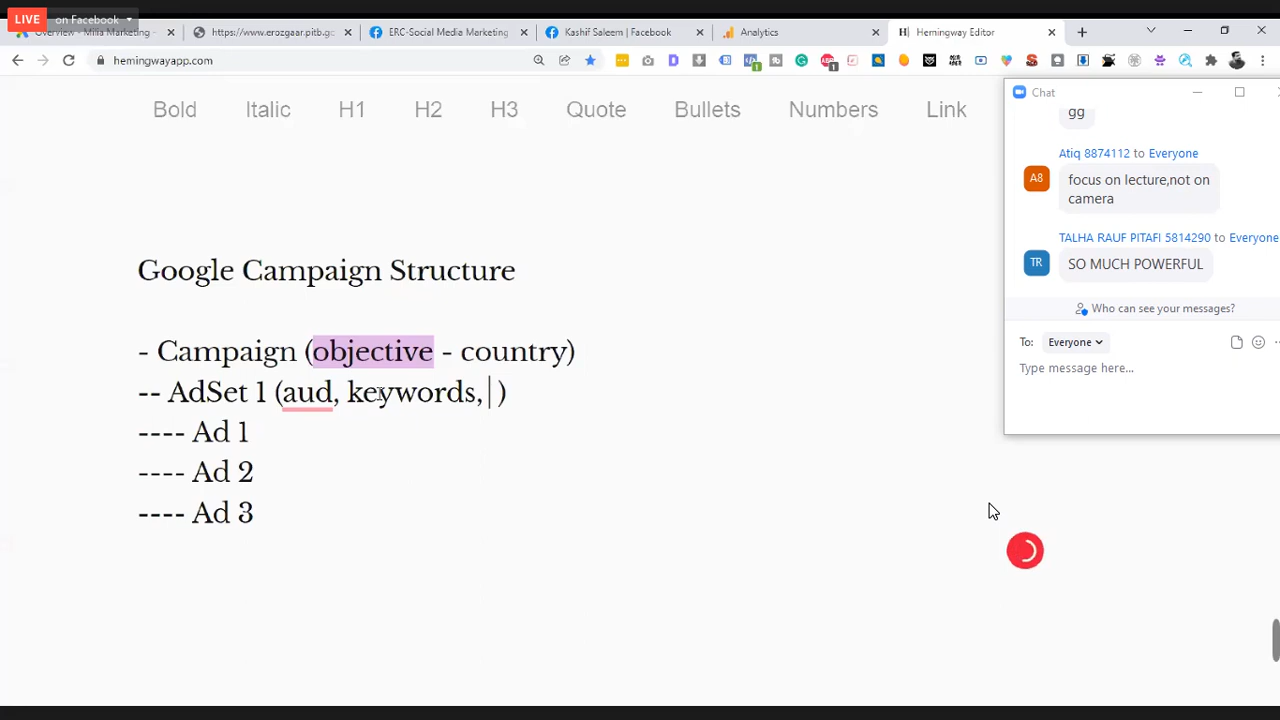 LIVE on Facebook
Overview - Milia Marketing -
https://www.erozgaar.pitb.gc
ERC-Social Media Marketing
Kashif Saleem | Facebook
Analytics
Hemingway Editor
hemingwayapp.com
Bold Italic H1 H2 H3 Quote Bullets Numbers Link
Google Campaign Structure
- Campaign (objective - country)
-- AdSet 1 (aud, keywords, )
---- Ad 1
---- Ad 2
---- Ad 3
Chat
gg
Atiq 8874112 to Everyone
A8
focus on lecture,not on
camera
TALHA RAUF PITAFI 5814290 to Everyone
TR
SO MUCH POWERFUL
Who can see your messages?
To: Everyone
Type message here...